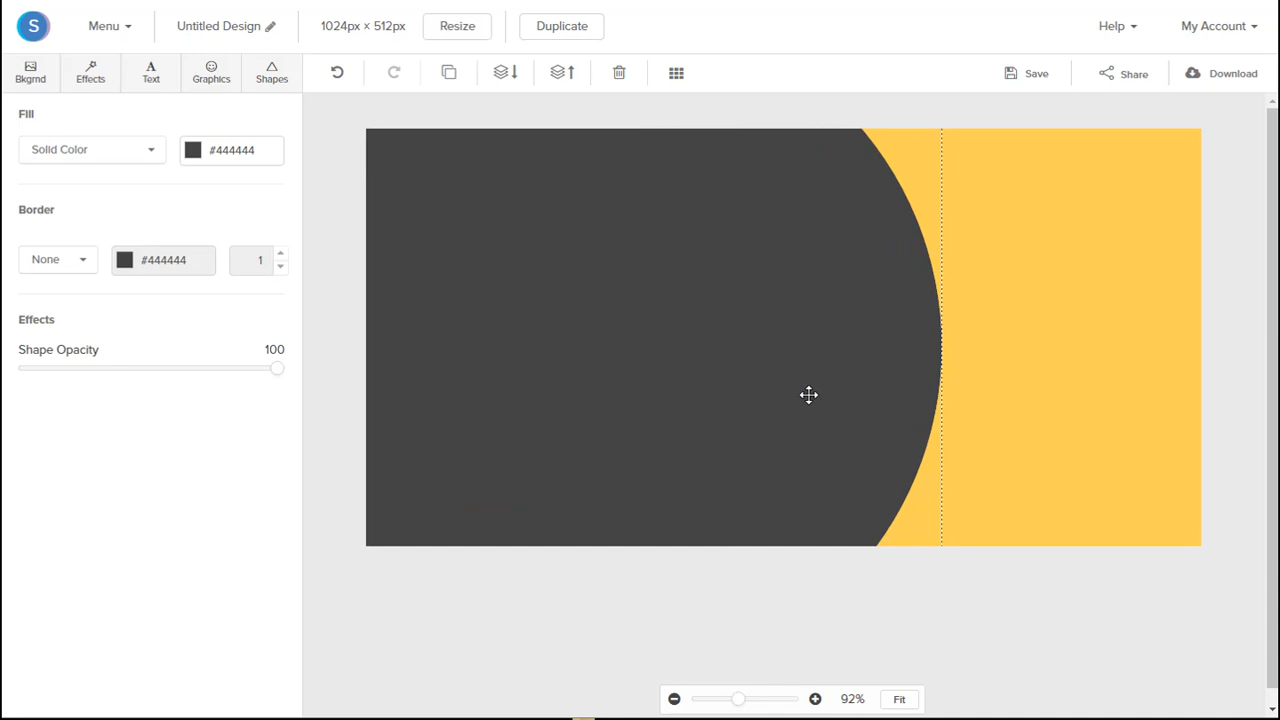 S Menu Untitled Design 1024px × 512px Resize Duplicate Help My Account
Bkgrnd Effects Text Graphics Shapes Save Share Download
Fill
Solid Color #444444
Border
None #444444 1
Effects
Shape Opacity 100
92% Fit